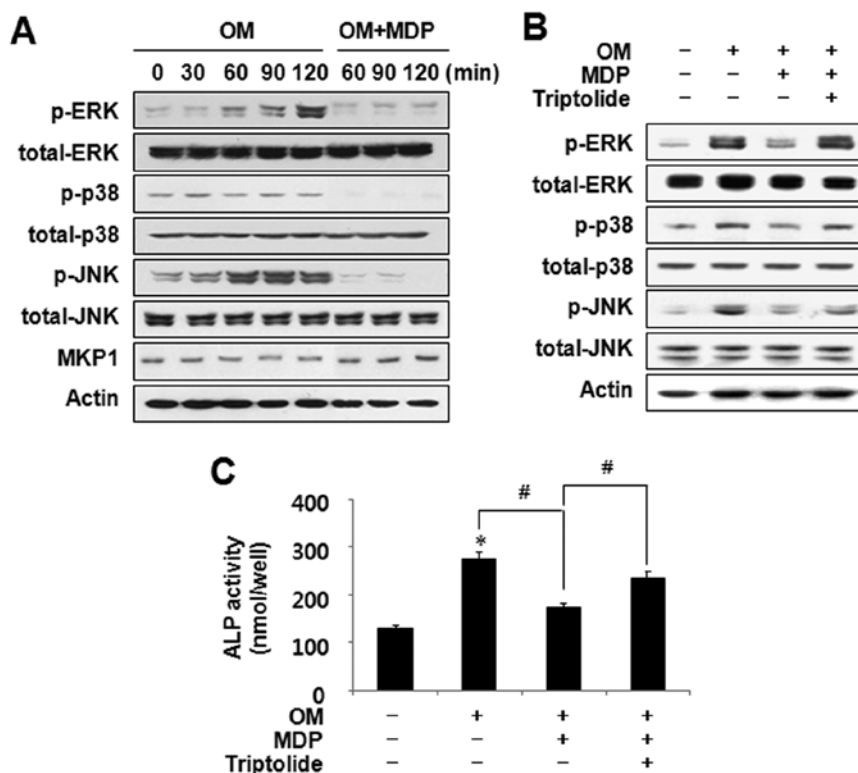 A
OM OM+MDP
0 30 60 90 120 60 90 120 (min)
p-ERK
total-ERK
p-p38
total-p38
p-JNK
total-JNK
MKP1
Actin
B
OM – + + +
MDP – – + +
Triptolide – – – +
p-ERK
total-ERK
p-p38
total-p38
p-JNK
total-JNK
Actin
C
ALP activity
(nmol/well)
400
300
200
100
0
*
#
#
OM – + + +
MDP – – + +
Triptolide – – – +